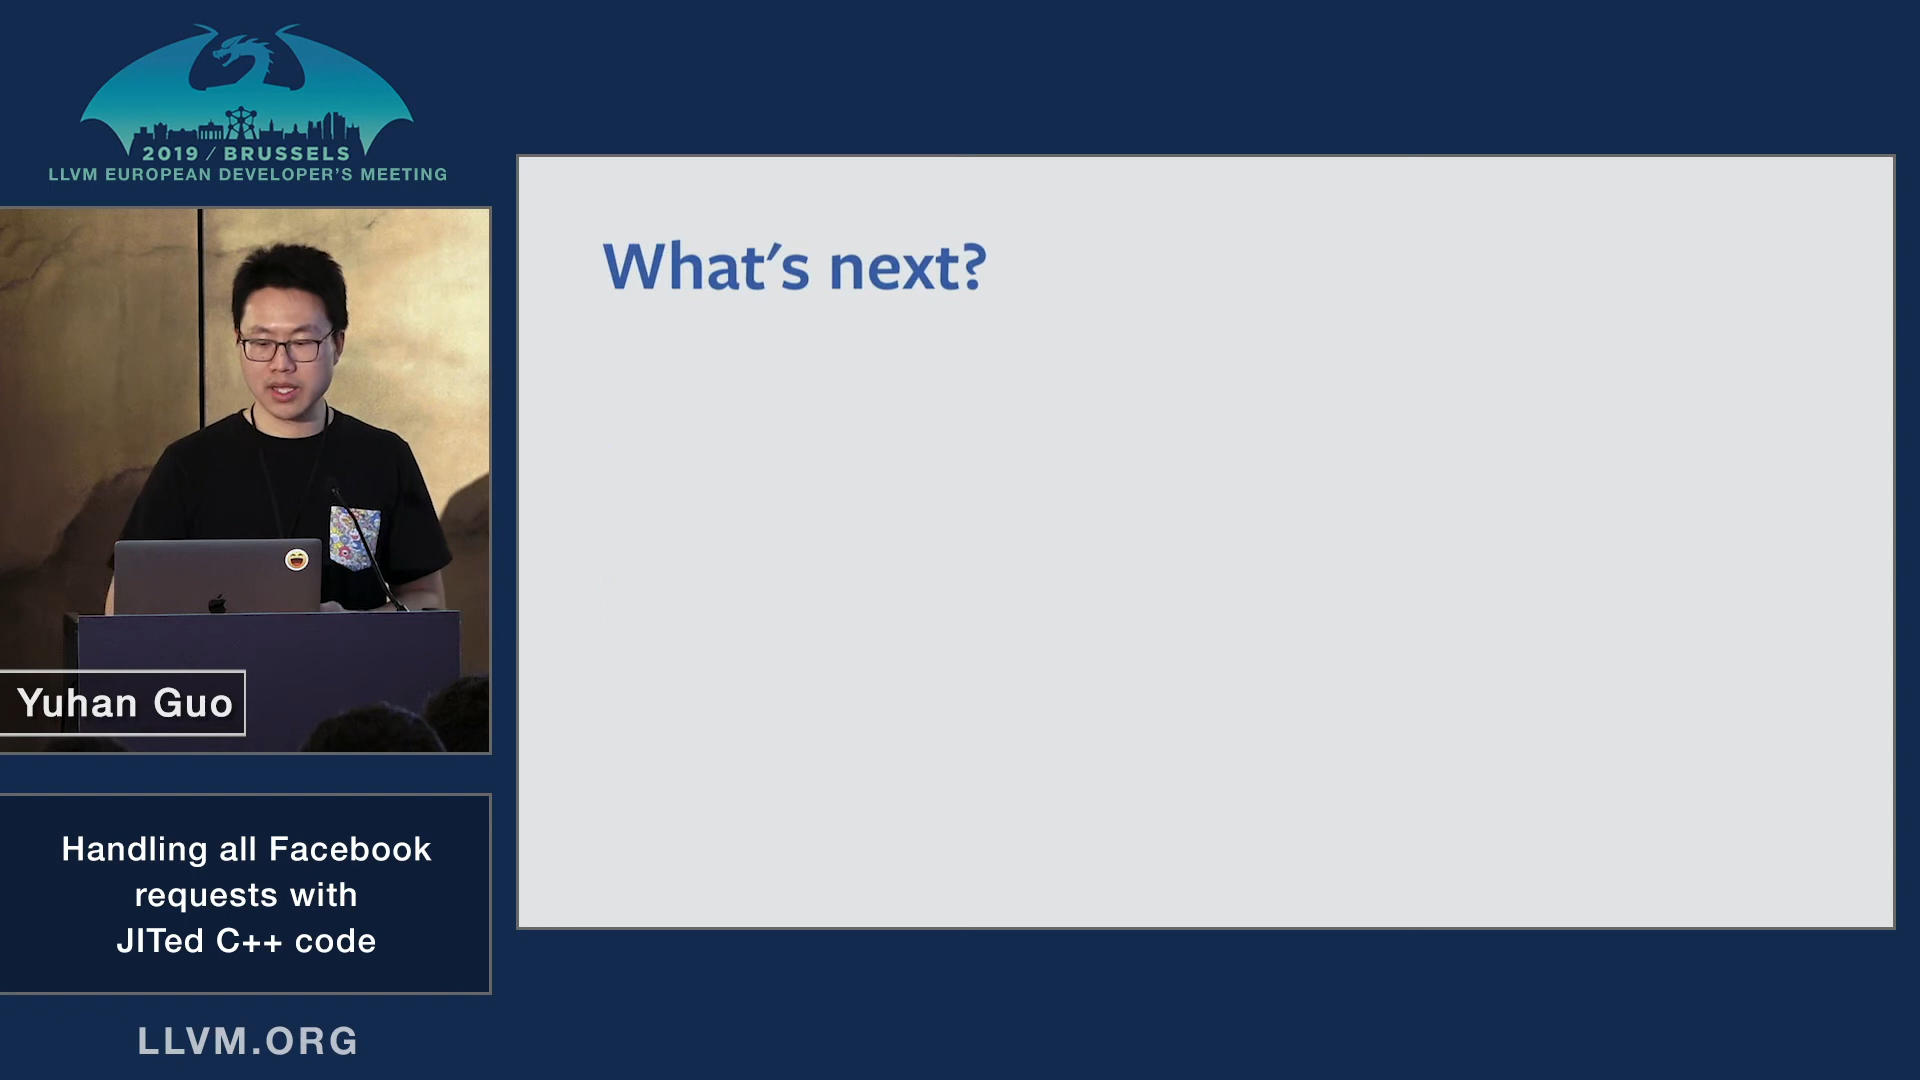 2019 / BRUSSELS
LLVM EUROPEAN DEVELOPER'S MEETING
What's next?
Yuhan Guo
Handling all Facebook
requests with
JITed C++ code
LLVM.ORG